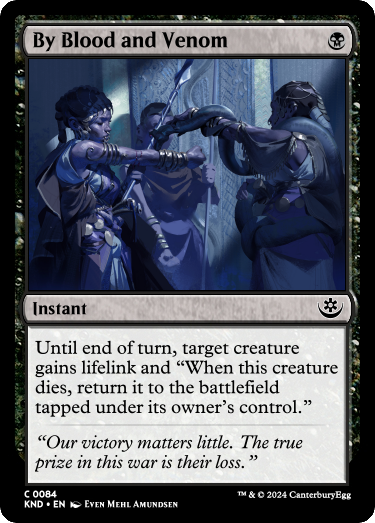 By Blood and Venom
Instant
Until end of turn, target creature
gains lifelink and “When this creature
dies, return it to the battlefield
tapped under its owner’s control.”
“Our victory matters little. The true
prize in this war is their loss.”
C 0084
KND • EN Even Mehl Amundsen
™ & © 2024 CanterburyEgg